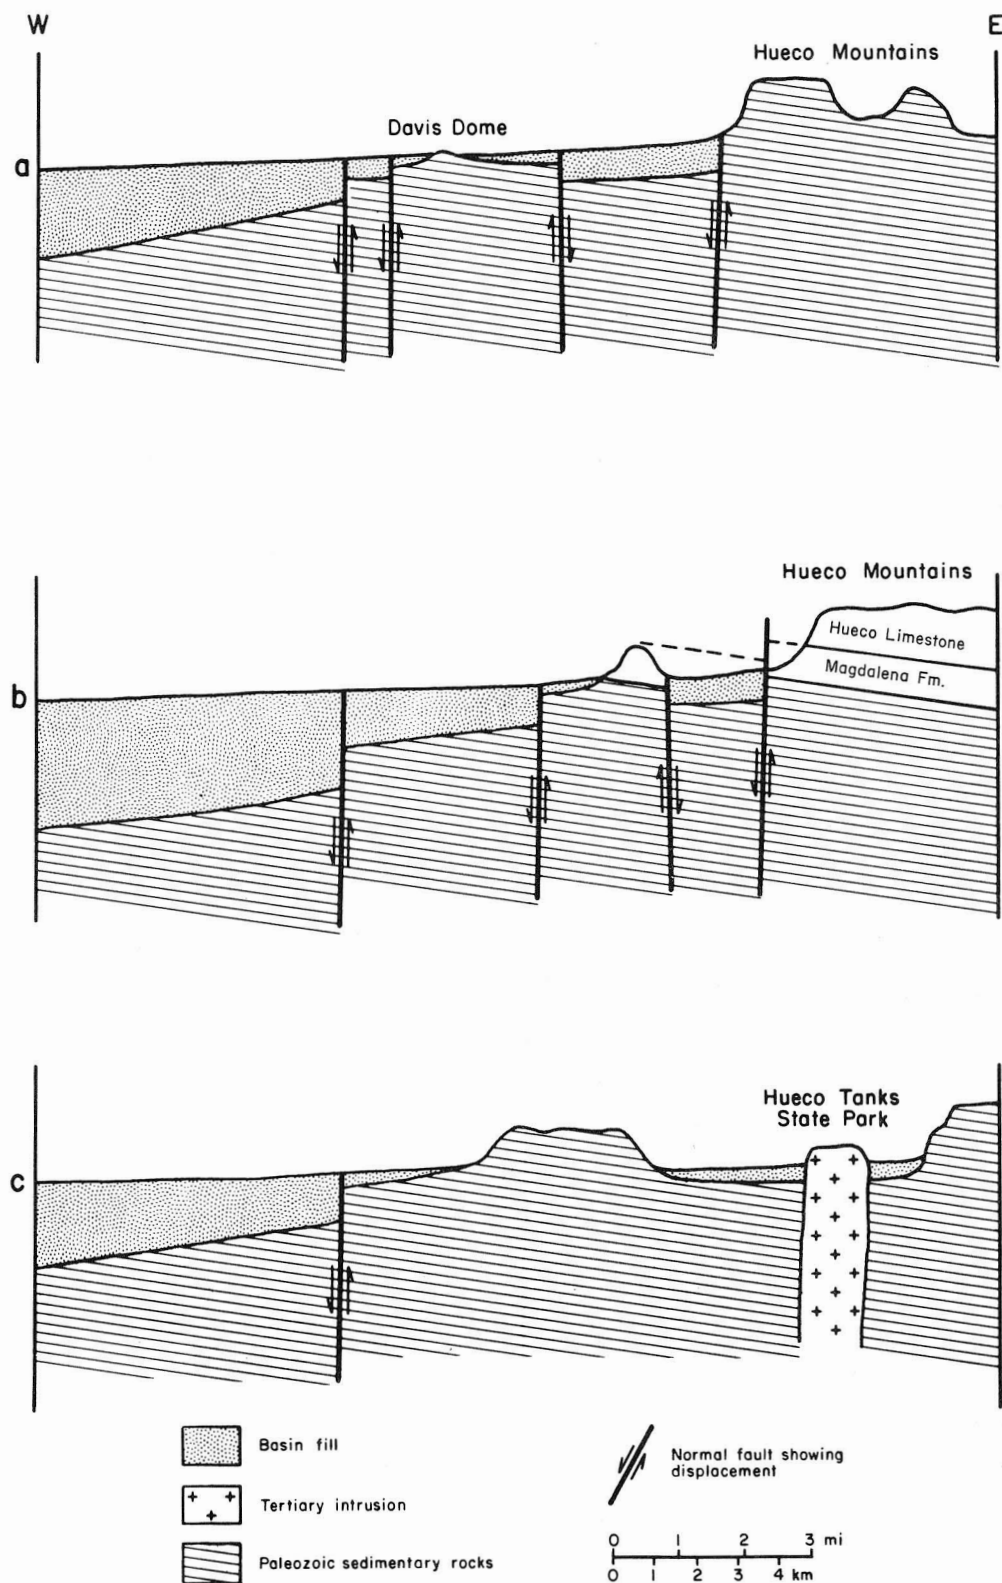 W
E
Hueco Mountains
Davis Dome
a
Hueco Mountains
Hueco Limestone
Magdalena Fm.
b
Hueco Tanks
State Park
c
Basin fill
Tertiary intrusion
Paleozoic sedimentary rocks
Normal fault showing
displacement
0 1 2 3 mi
0 1 2 3 4 km